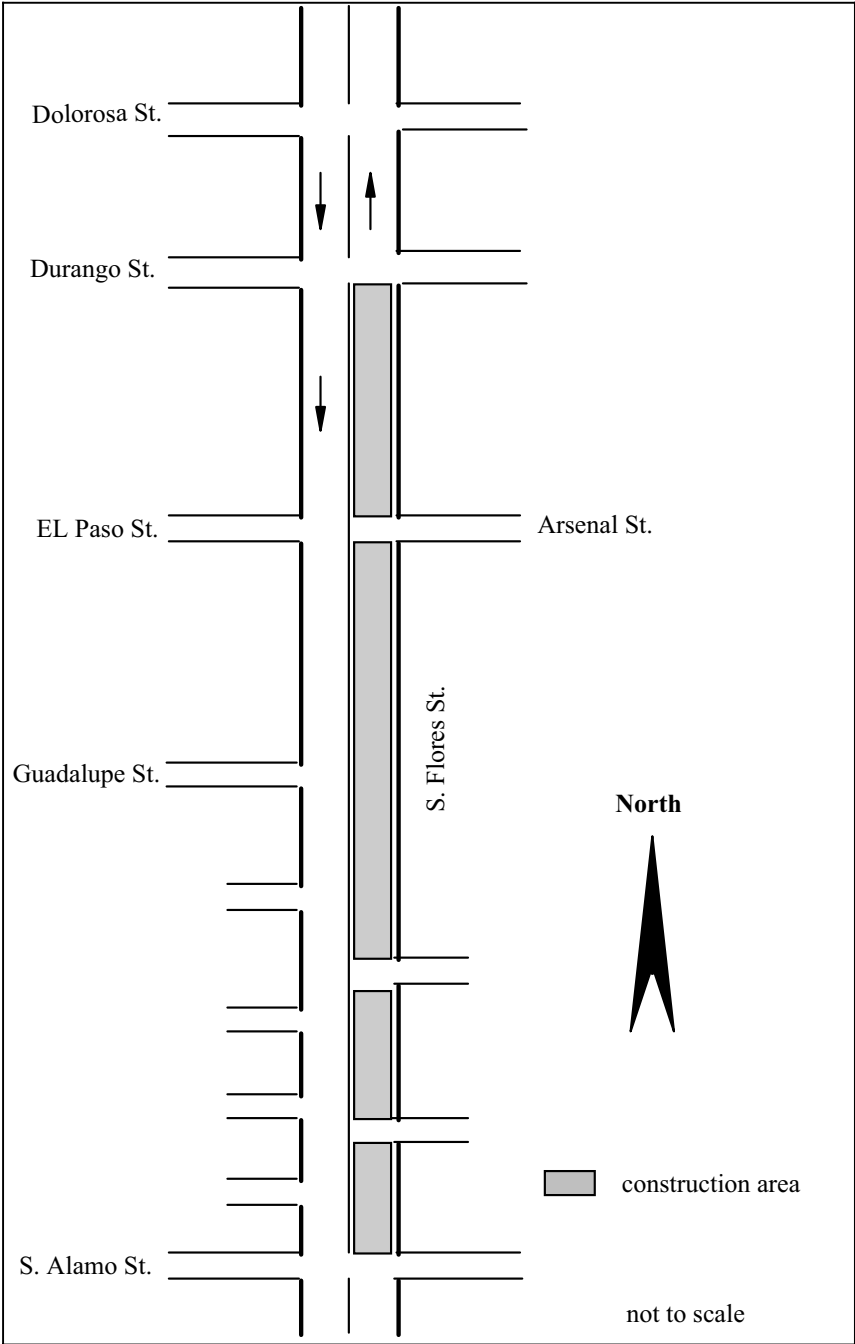 Dolorosa St.
Durango St.
EL Paso St.
Arsenal St.
S. Flores St.
Guadalupe St.
North
construction area
S. Alamo St.
not to scale